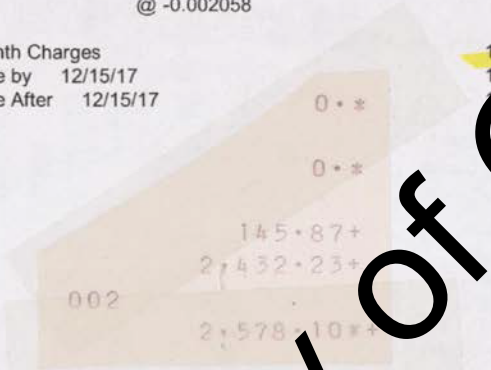 @ -0.002058
nth Charges
e by 12/15/17
e After 12/15/17
0.*
0.*
145.87+
2,432.23+
002
2,578.10*+
y of